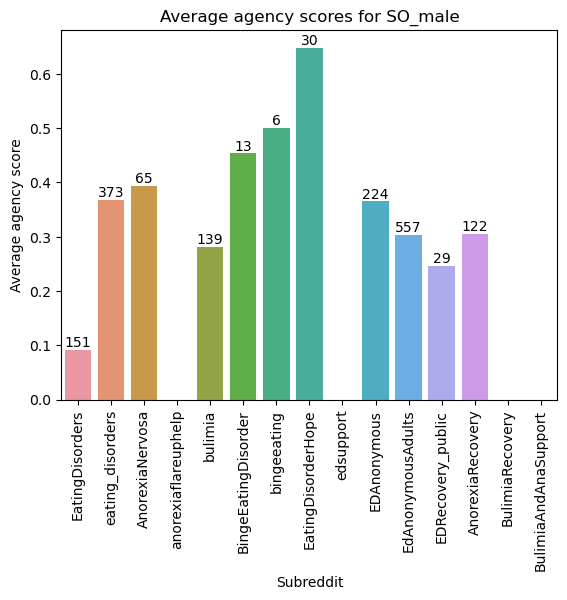 Average agency scores for SO_male
Average agency score
0.6
0.5
0.4
0.3
0.2
0.1
0.0
151
373
65
139
13
6
30
224
557
29
122
EatingDisorders
eating_disorders
AnorexiaNervosa
anorexiaflareuphelp
bulimia
BingeEatingDisorder
bingeeating
EatingDisorderHope
edsupport
EDAnonymous
EdAnonymousAdults
EDRecovery_public
AnorexiaRecovery
BulimiaRecovery
BulimiaAndAnaSupport
Subreddit